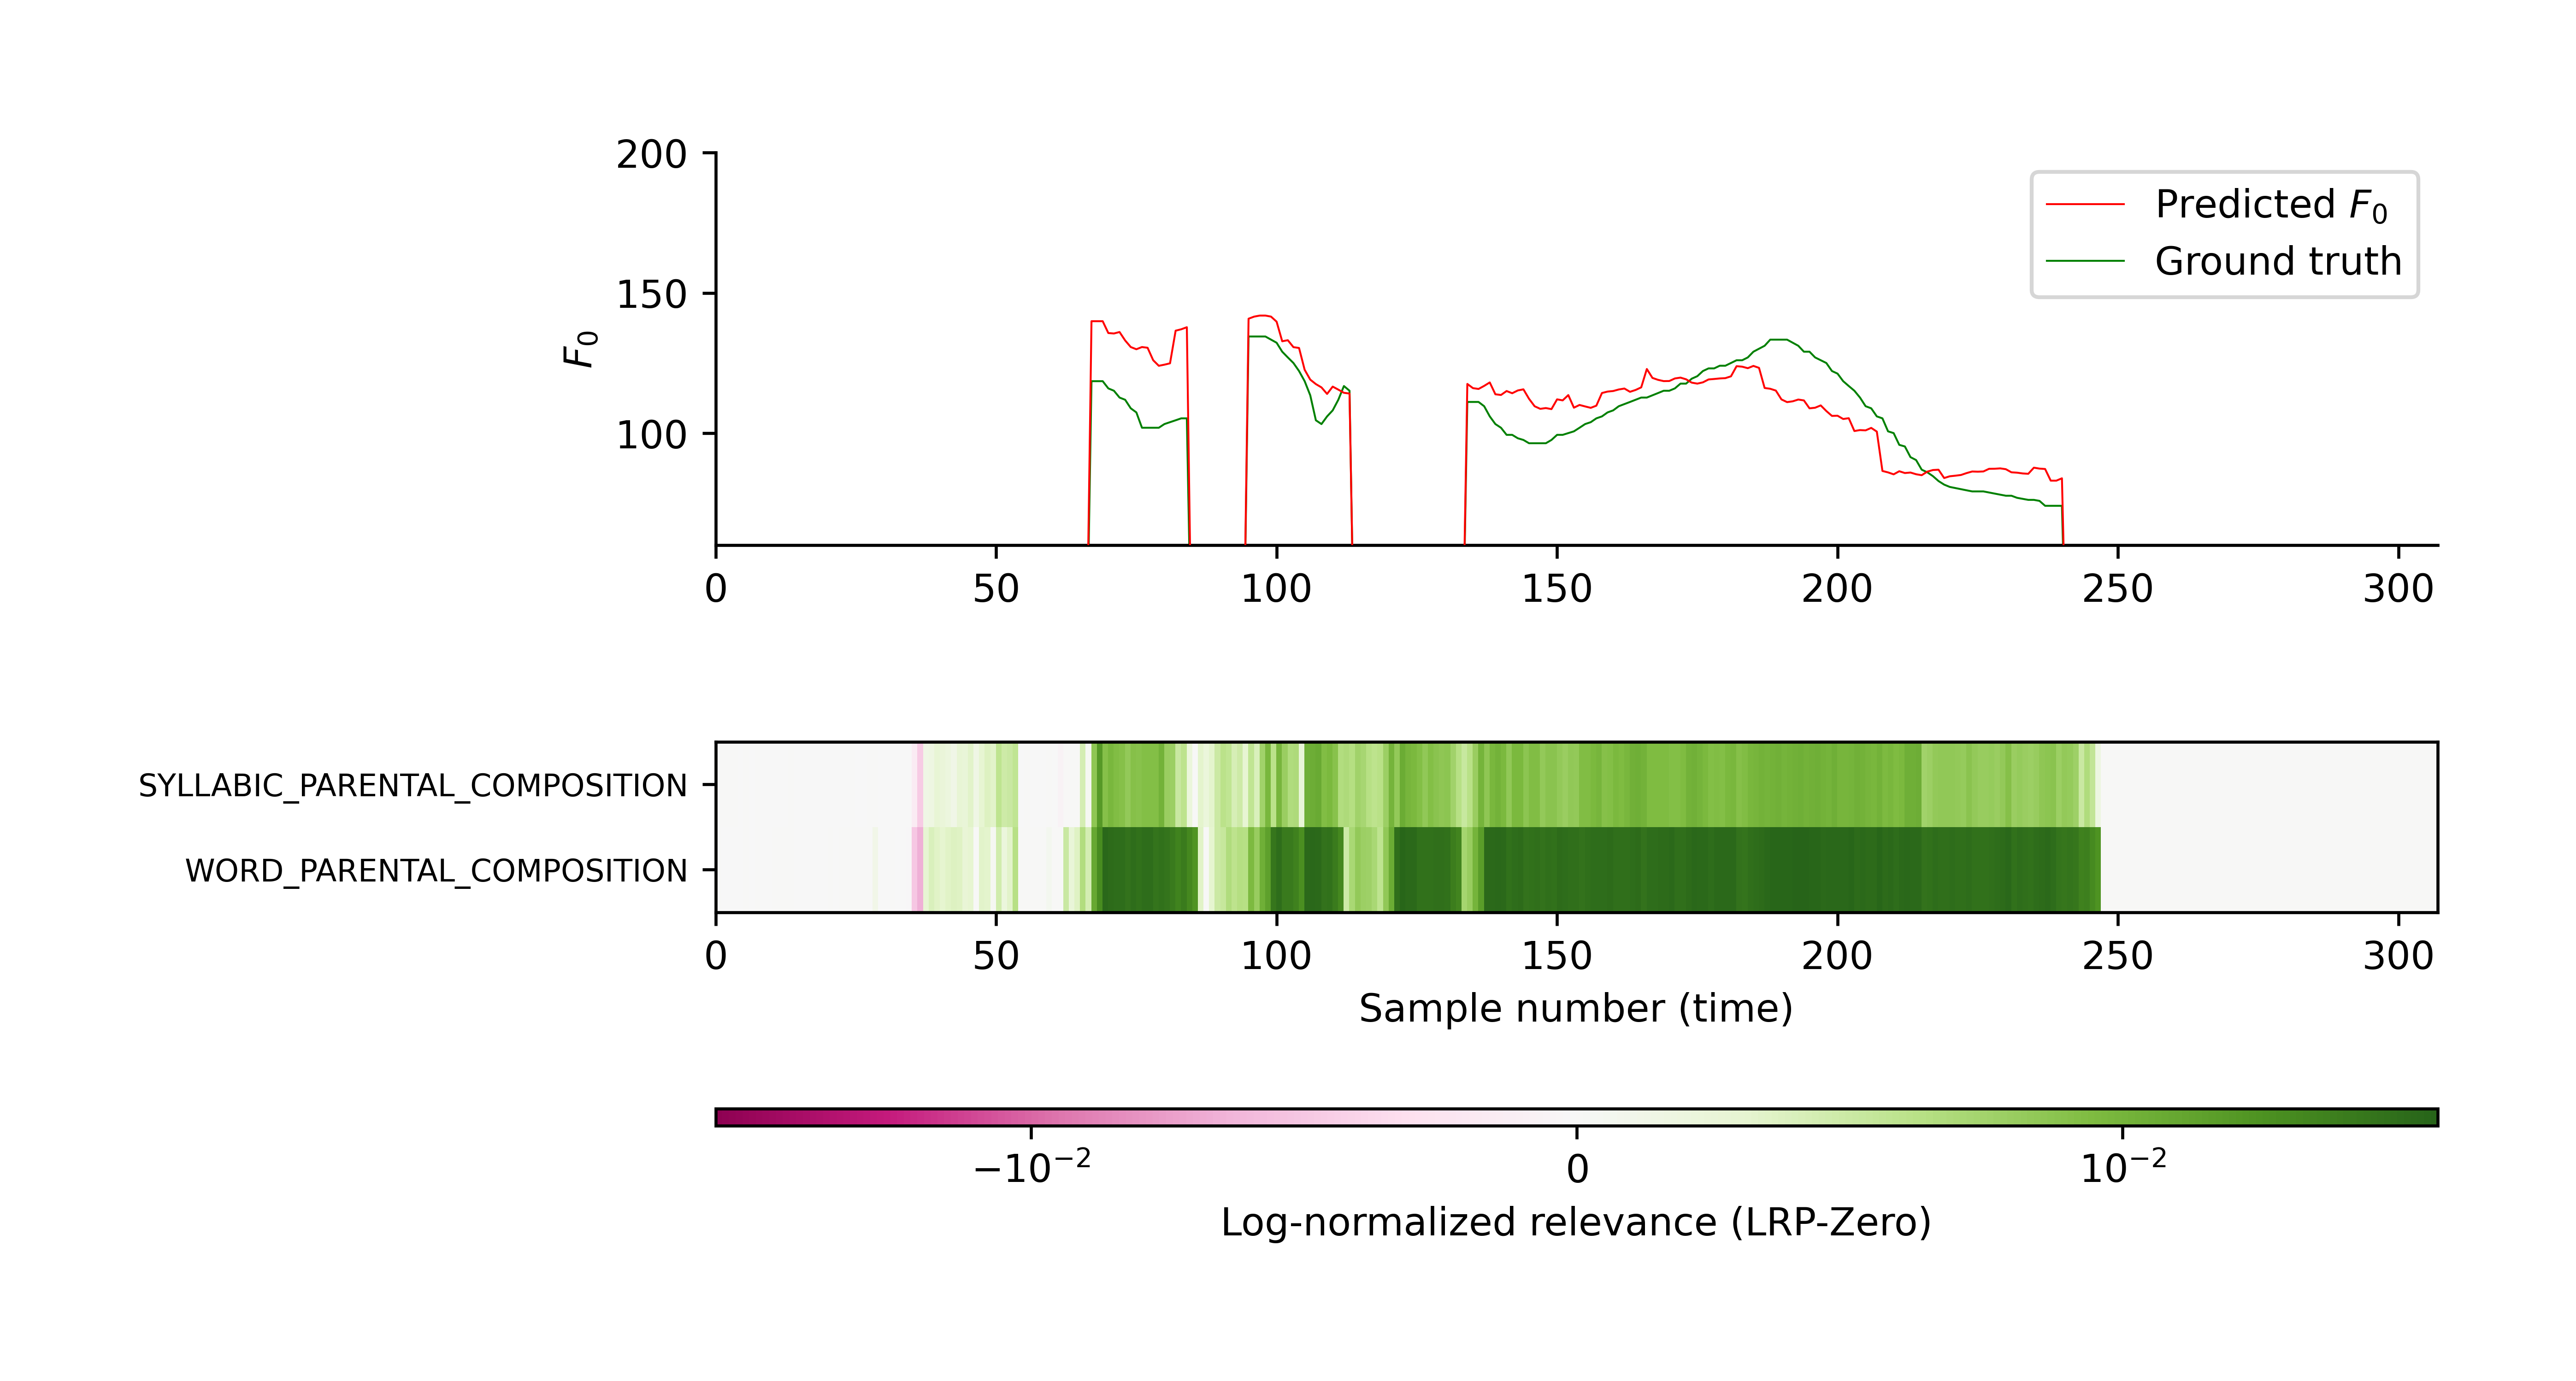 200
150
100
F₀
Predicted F₀
Ground truth
0 50 100 150 200 250 300
SYLLABIC_PARENTAL_COMPOSITION
WORD_PARENTAL_COMPOSITION
0 50 100 150 200 250 300
Sample number (time)
−10⁻² 0 10⁻²
Log-normalized relevance (LRP-Zero)